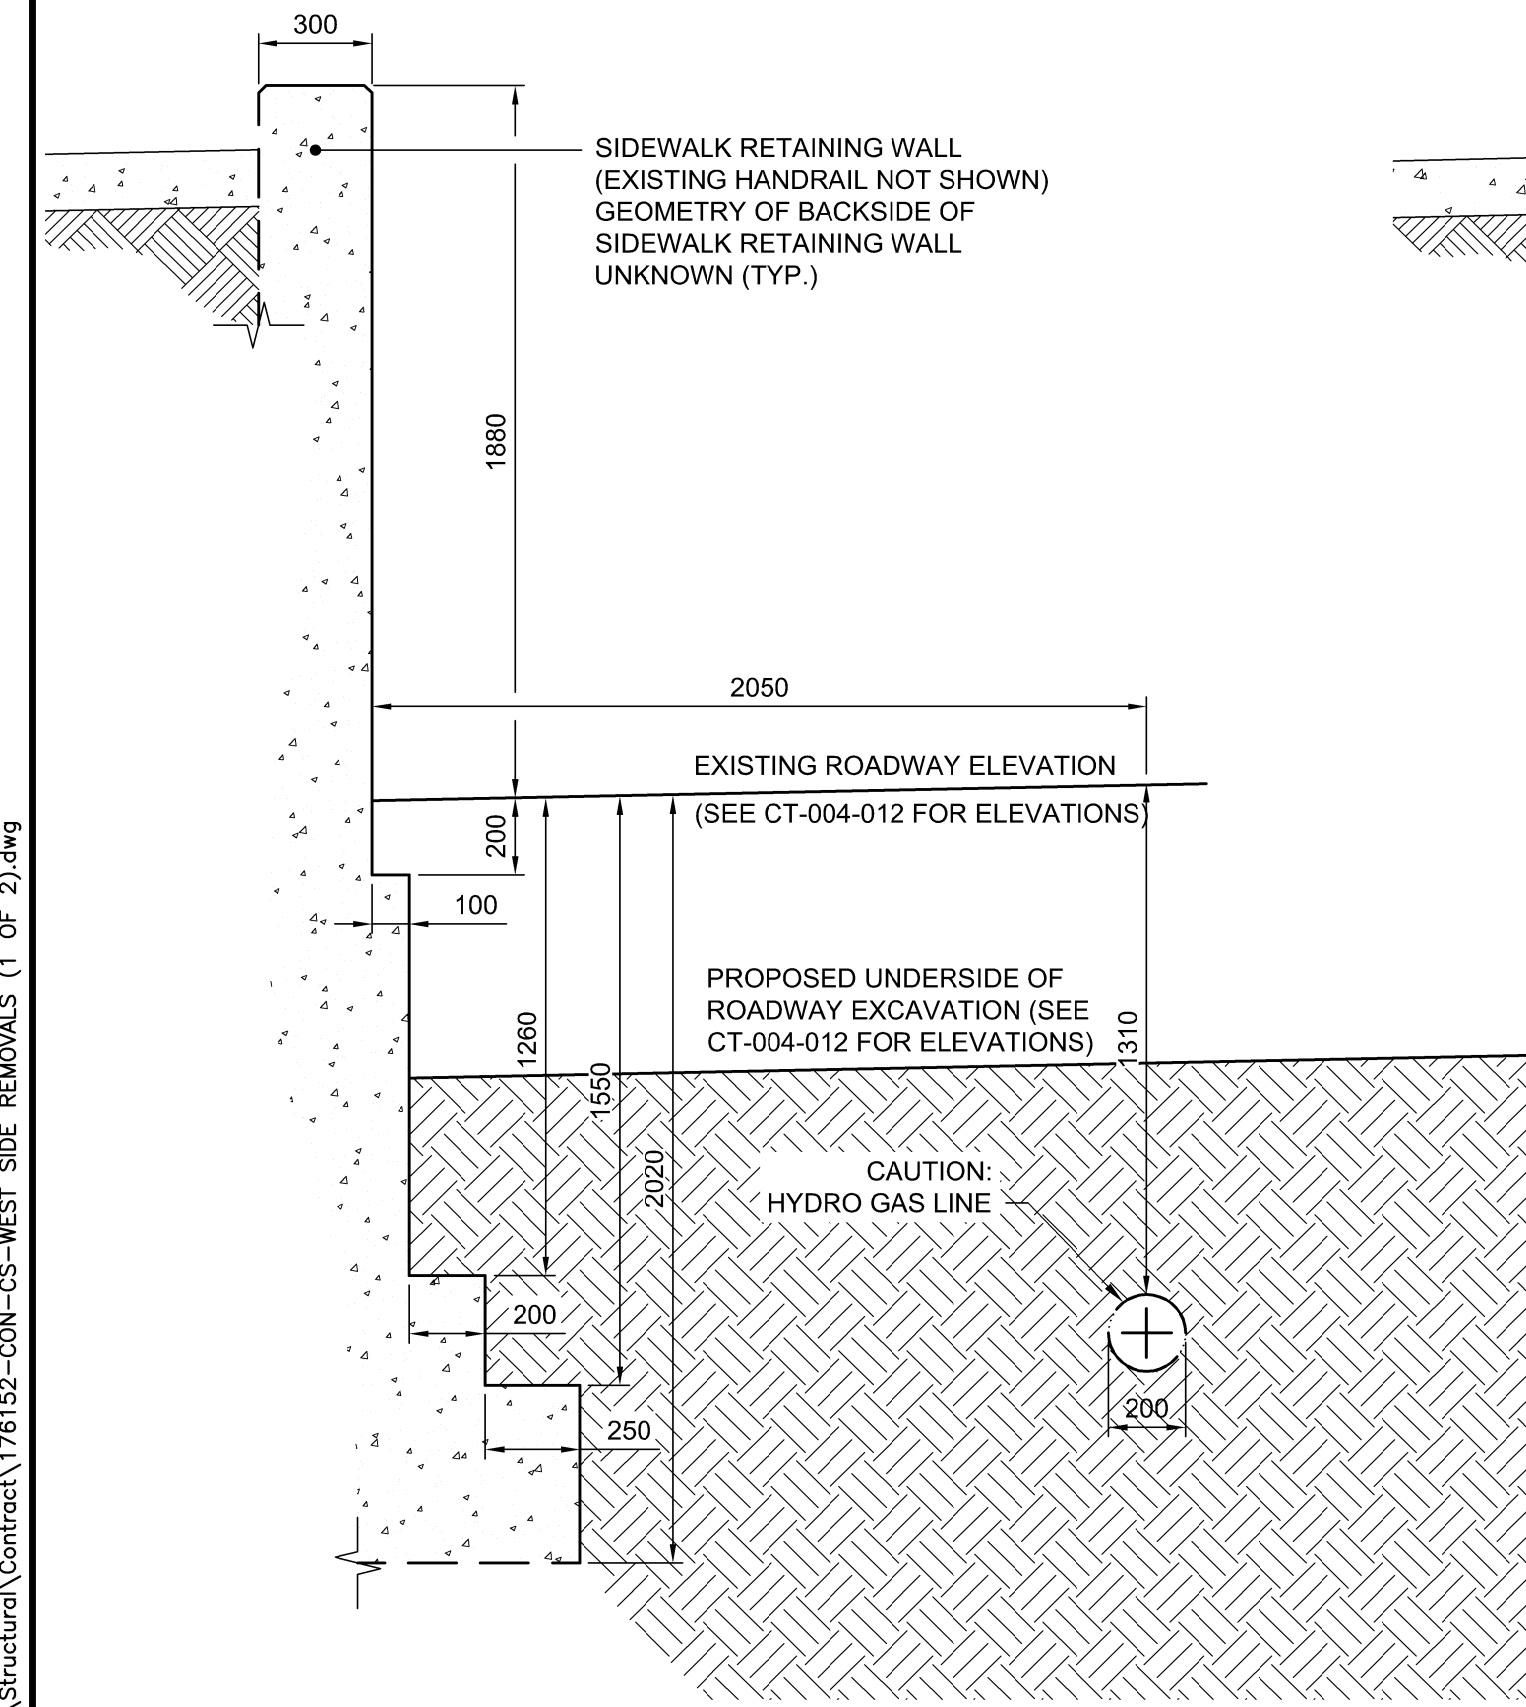 300
SIDEWALK RETAINING WALL
(EXISTING HANDRAIL NOT SHOWN)
GEOMETRY OF BACKSIDE OF
SIDEWALK RETAINING WALL
UNKNOWN (TYP.)
1880
2050
EXISTING ROADWAY ELEVATION
(SEE CT-004-012 FOR ELEVATIONS)
200
100
PROPOSED UNDERSIDE OF
ROADWAY EXCAVATION (SEE
CT-004-012 FOR ELEVATIONS)
1260
1310
1550
2020
CAUTION:
HYDRO GAS LINE
200
200
250
\Structural\Contract\176152-CON-CS-WEST SIDE REMOVALS (1 OF 2).dwg